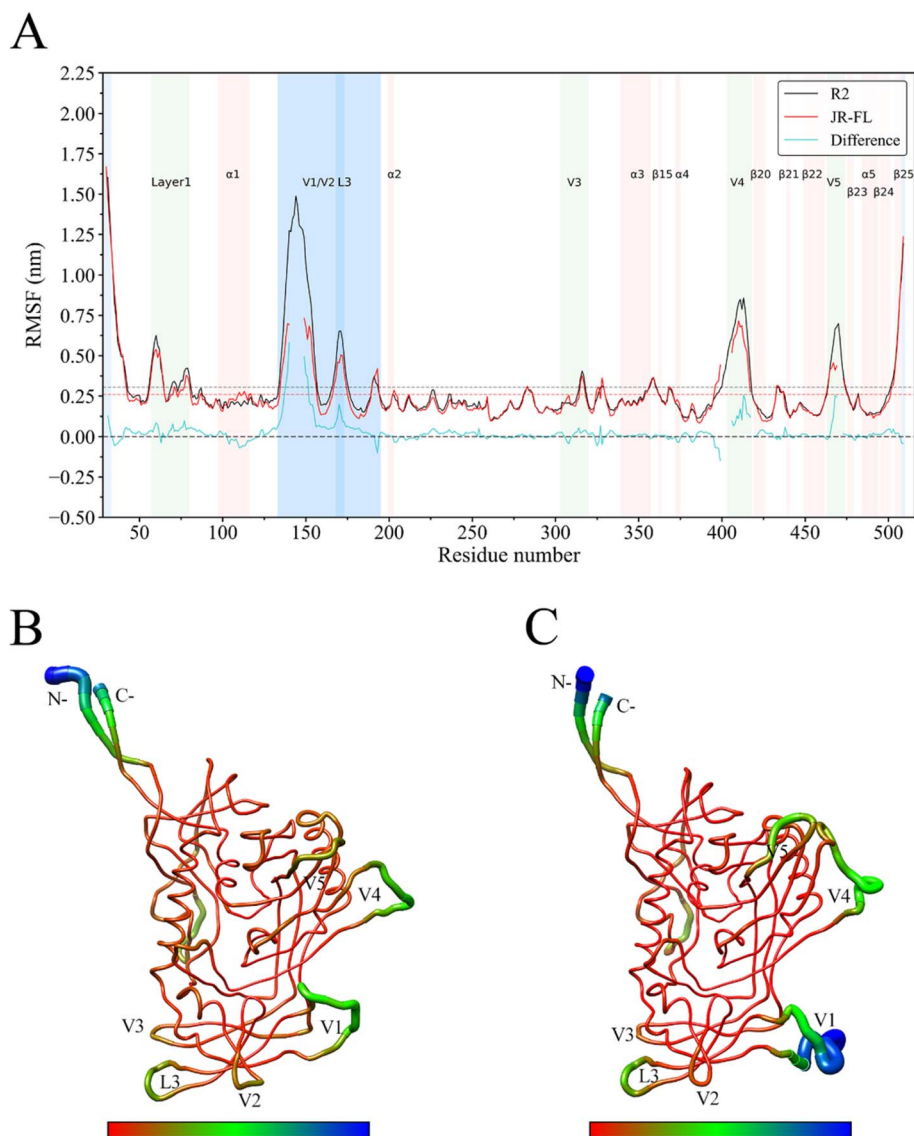 A
2.25
2.00
1.75
1.50
1.25
1.00
0.75
0.50
0.25
0.00
−0.25
−0.50
RMSF (nm)
R2
JR-FL
Difference
Layer1
α1
V1/V2
L3
α2
V3
α3
β15
α4
V4
β20
β21
β22
V5
β23
α5
β24
β25
50
100
150
200
250
300
350
400
450
500
Residue number
B
N-
C-
V5
V4
V3
V1
L3
V2
C
N-
C-
V5
V4
V1
V3
L3
V2